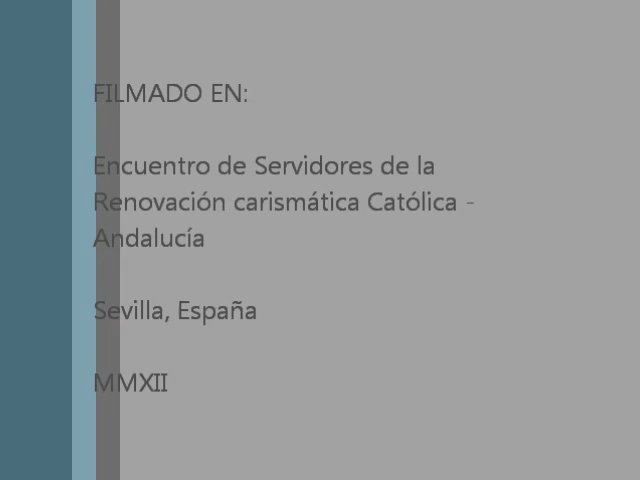 FILMADO EN:
Encuentro de Servidores de la
Renovación carismática Católica -
Andalucía
Sevilla, España
MMXII